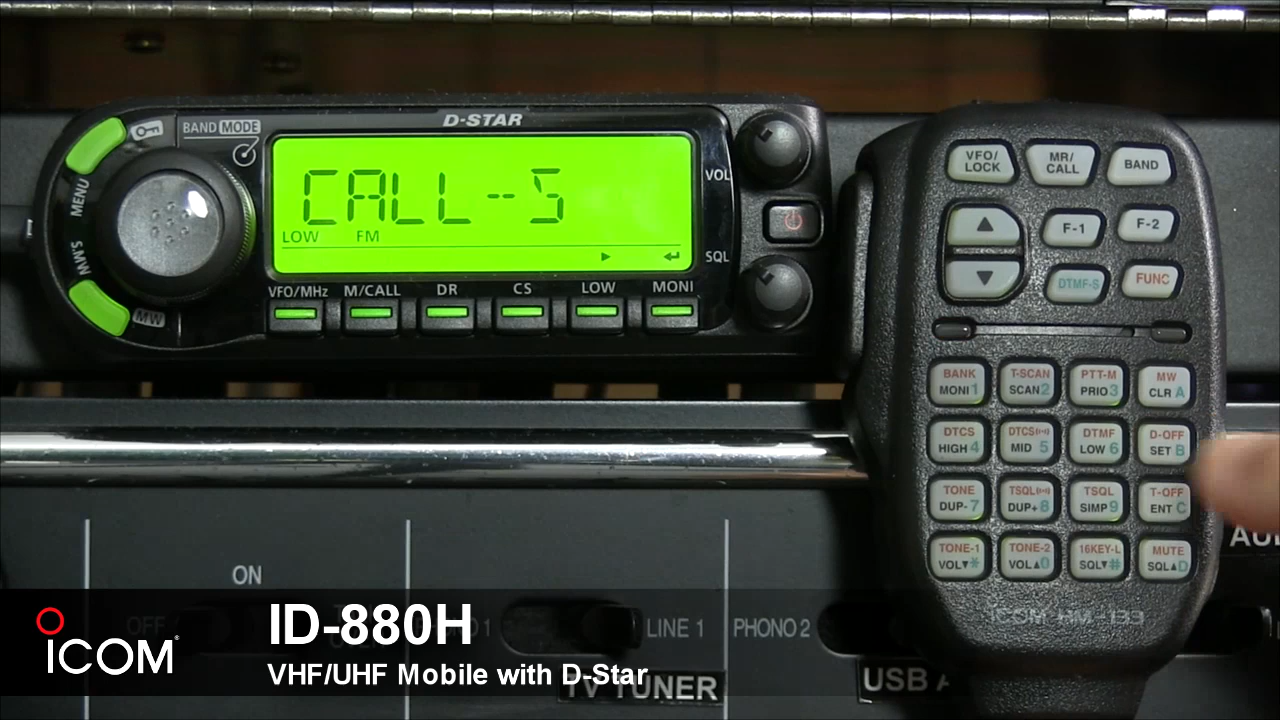 D-STAR
BAND MODE
MENU
M/W.S
MW
CALL-S
LOW FM
VOL
SQL
VFO/MHz M/CALL DR CS LOW MONI
VFO/
LOCK
MR/
CALL
BAND
F-1
F-2
DTMF-S
FUNC
BANK
MONI 1
T-SCAN
SCAN 2
PTT-M
PRIO 3
MW
CLR A
DTCS
HIGH 4
DTCS
MID 5
DTMF
LOW 6
D-OFF
SET B
TONE
DUP- 7
TSQL
DUP+ 8
TSQL
SIMP 9
T-OFF
ENT C
TONE-1
VOL▼ *
TONE-2
VOL▲ 0
16KEY-L
SQL▼ #
MUTE
SQL▲ D
ICOM HM-133
ON
OFF
LINE 1
PHONO 2
TV TUNER
USB
ICOM
ID-880H
VHF/UHF Mobile with D-Star